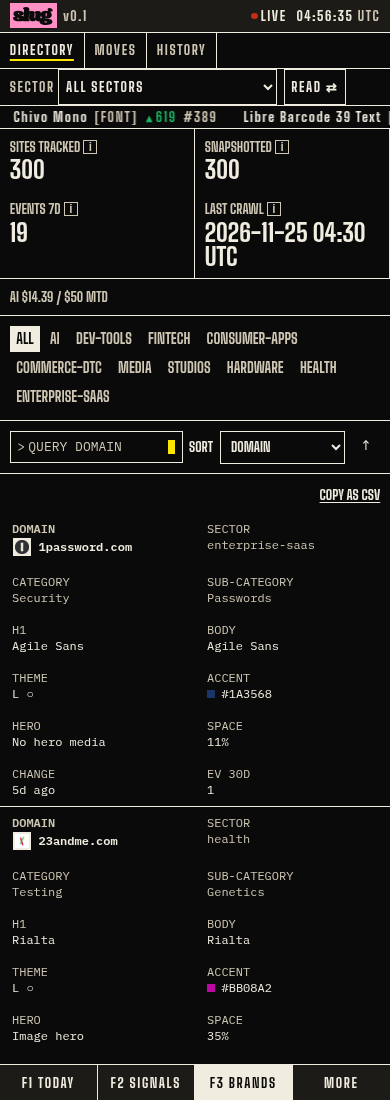 slug v0.1 LIVE 04:56:35 UTC
DIRECTORY MOVES HISTORY
SECTOR ALL SECTORS READ ⇄
Chivo Mono [FONT] ▲619 #389 Libre Barcode 39 Text
SITES TRACKED i SNAPSHOTTED i
300 300
EVENTS 7D i LAST CRAWL i
19 2026-11-25 04:30
UTC
AI $14.39 / $50 MTD
ALL AI DEV-TOOLS FINTECH CONSUMER-APPS
COMMERCE-DTC MEDIA STUDIOS HARDWARE HEALTH
ENTERPRISE-SAAS
> QUERY DOMAIN SORT DOMAIN ↑
COPY AS CSV
DOMAIN SECTOR
1password.com enterprise-saas
CATEGORY SUB-CATEGORY
Security Passwords
H1 BODY
Agile Sans Agile Sans
THEME ACCENT
L ○ #1A3568
HERO SPACE
No hero media 11%
CHANGE EV 30D
5d ago 1
DOMAIN SECTOR
23andme.com health
CATEGORY SUB-CATEGORY
Testing Genetics
H1 BODY
Rialta Rialta
THEME ACCENT
L ○ #BB08A2
HERO SPACE
Image hero 35%
F1 TODAY F2 SIGNALS F3 BRANDS MORE